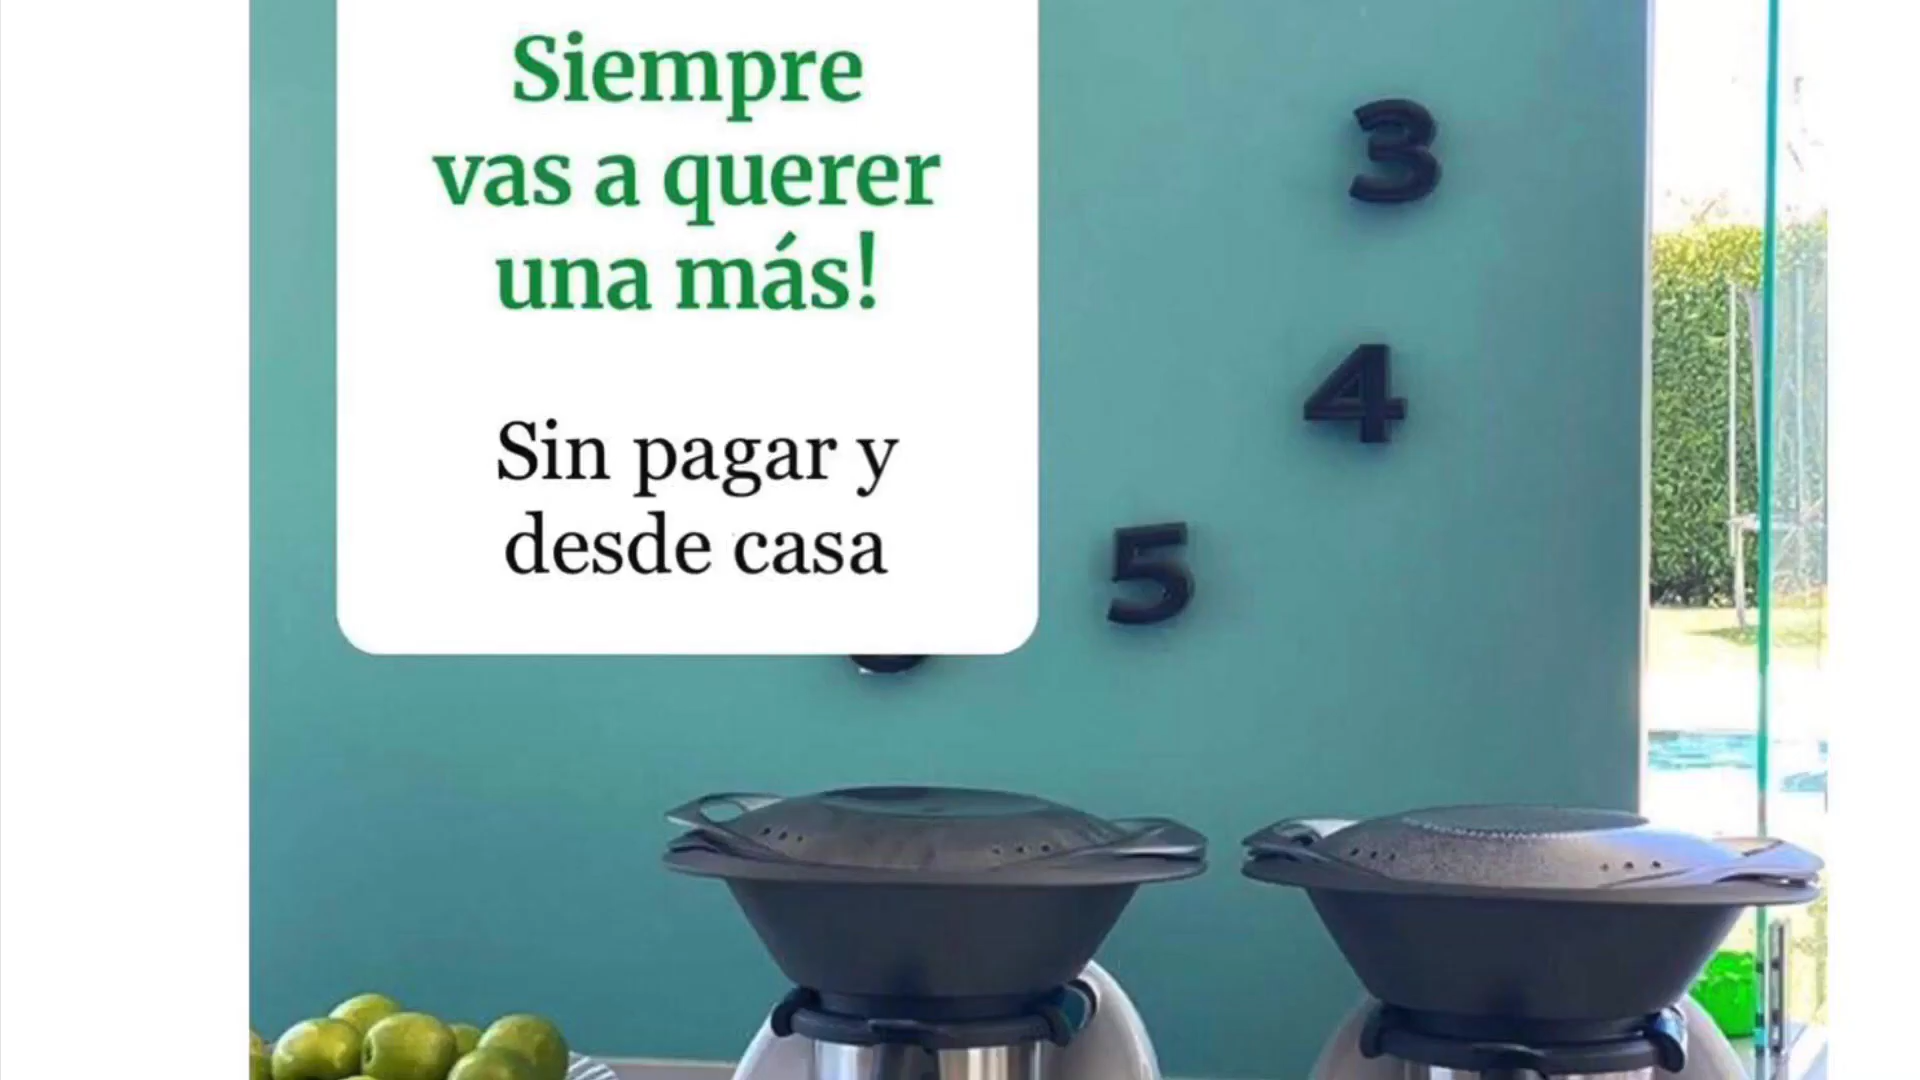 Siempre
vas a querer
una más!
Sin pagar y
desde casa
3
4
5